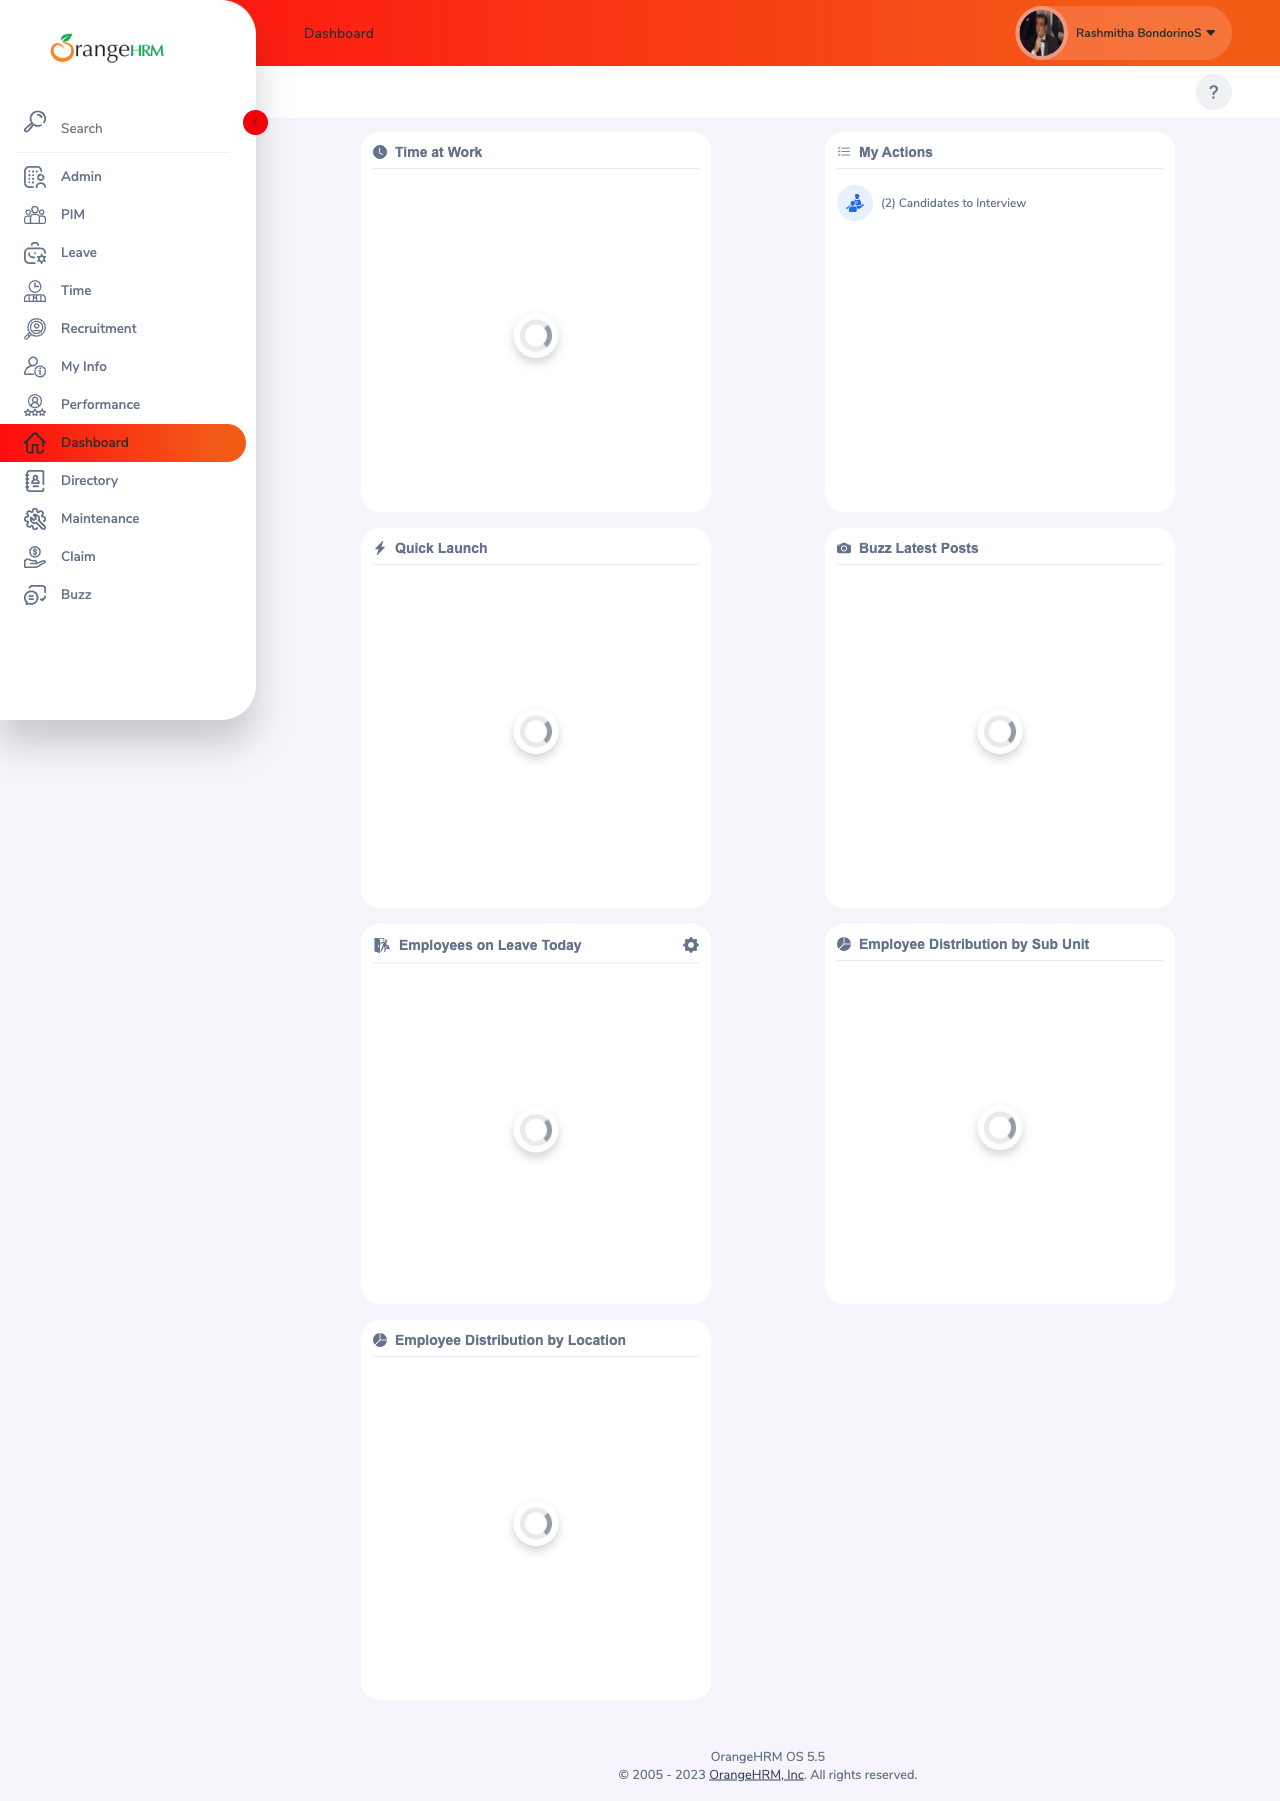 OrangeHRM
Dashboard
Rashmitha BondorinoS
?
Search
Admin
PIM
Leave
Time
Recruitment
My Info
Performance
Dashboard
Directory
Maintenance
Claim
Buzz
Time at Work
My Actions
(2) Candidates to Interview
Quick Launch
Buzz Latest Posts
Employees on Leave Today
Employee Distribution by Sub Unit
Employee Distribution by Location
OrangeHRM OS 5.5
© 2005 - 2023 OrangeHRM, Inc. All rights reserved.